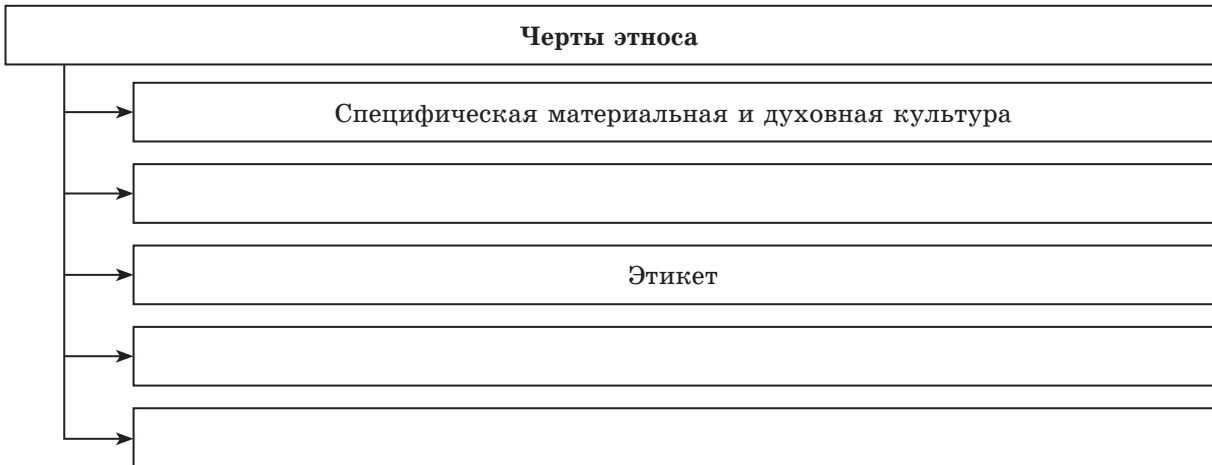 Черты этноса
Специфическая материальная и духовная культура
Этикет